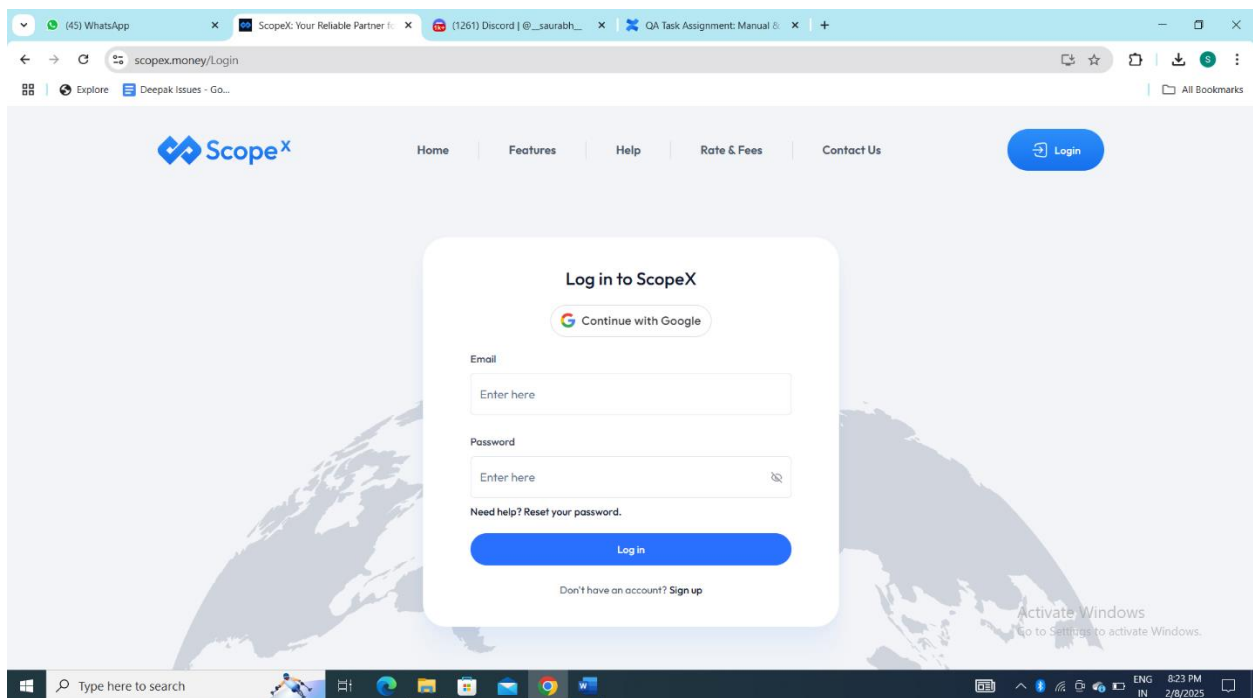 (45) WhatsApp
ScopeX: Your Reliable Partner fo
(1261) Discord | @__saurabh__
QA Task Assignment: Manual &
scopex.money/Login
S
Explore
Deepak Issues - Go...
All Bookmarks
ScopeX
Home
Features
Help
Rate & Fees
Contact Us
Login
Log in to ScopeX
Continue with Google
Email
Enter here
Password
Enter here
Need help? Reset your password.
Log in
Don't have an account? Sign up
Activate Windows
Go to Settings to activate Windows.
Type here to search
W
ENG
IN
8:23 PM
2/8/2025